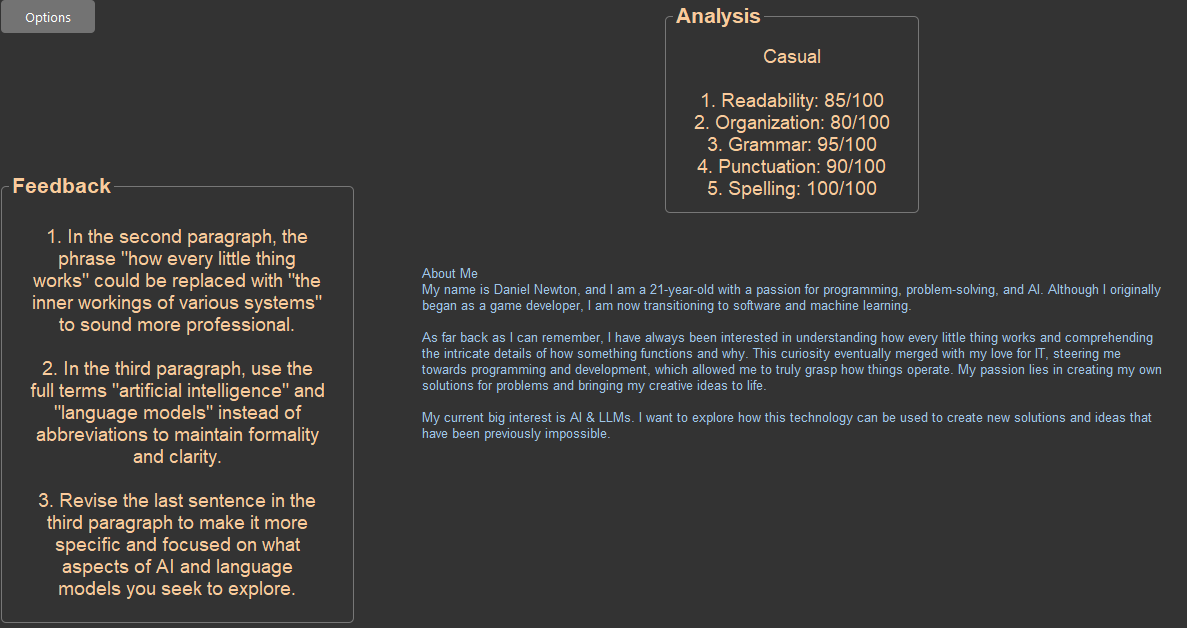 Options
Analysis
Casual
1. Readability: 85/100
2. Organization: 80/100
3. Grammar: 95/100
4. Punctuation: 90/100
5. Spelling: 100/100
Feedback
1. In the second paragraph, the
phrase "how every little thing
works" could be replaced with "the
inner workings of various systems"
to sound more professional.
2. In the third paragraph, use the
full terms "artificial intelligence" and
"language models" instead of
abbreviations to maintain formality
and clarity.
3. Revise the last sentence in the
third paragraph to make it more
specific and focused on what
aspects of AI and language
models you seek to explore.
About Me
My name is Daniel Newton, and I am a 21-year-old with a passion for programming, problem-solving, and AI. Although I originally
began as a game developer, I am now transitioning to software and machine learning.
As far back as I can remember, I have always been interested in understanding how every little thing works and comprehending
the intricate details of how something functions and why. This curiosity eventually merged with my love for IT, steering me
towards programming and development, which allowed me to truly grasp how things operate. My passion lies in creating my own
solutions for problems and bringing my creative ideas to life.
My current big interest is AI & LLMs. I want to explore how this technology can be used to create new solutions and ideas that
have been previously impossible.